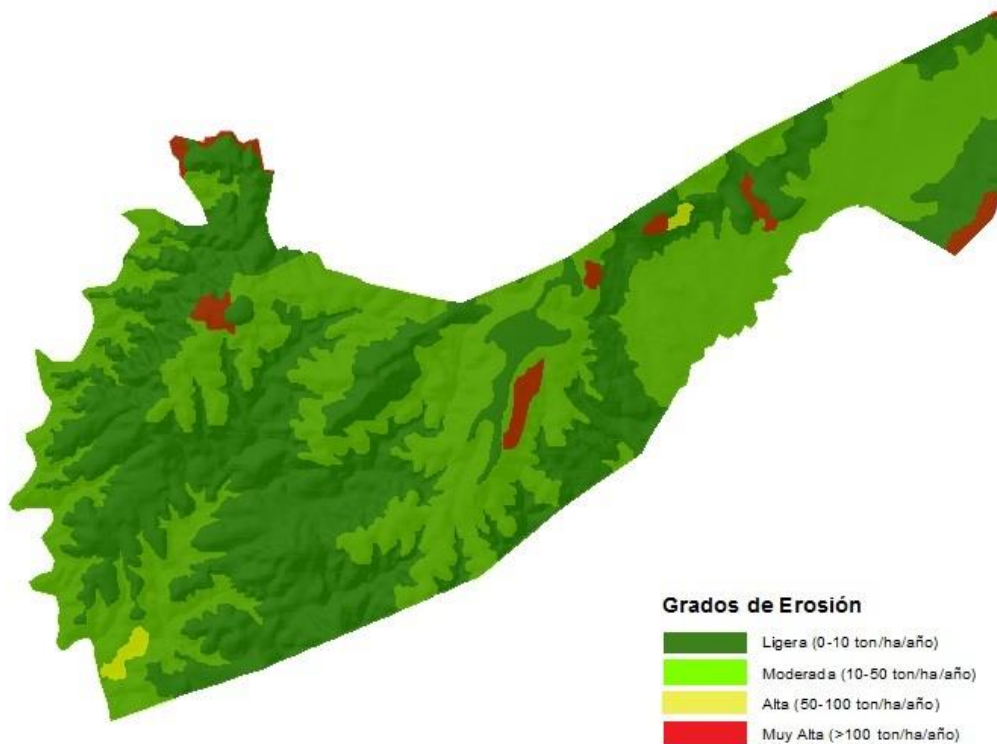 Grados de Erosión
Ligera (0-10 ton/ha/año)
Moderada (10-50 ton/ha/año)
Alta (50-100 ton/ha/año)
Muy Alta (>100 ton/ha/año)